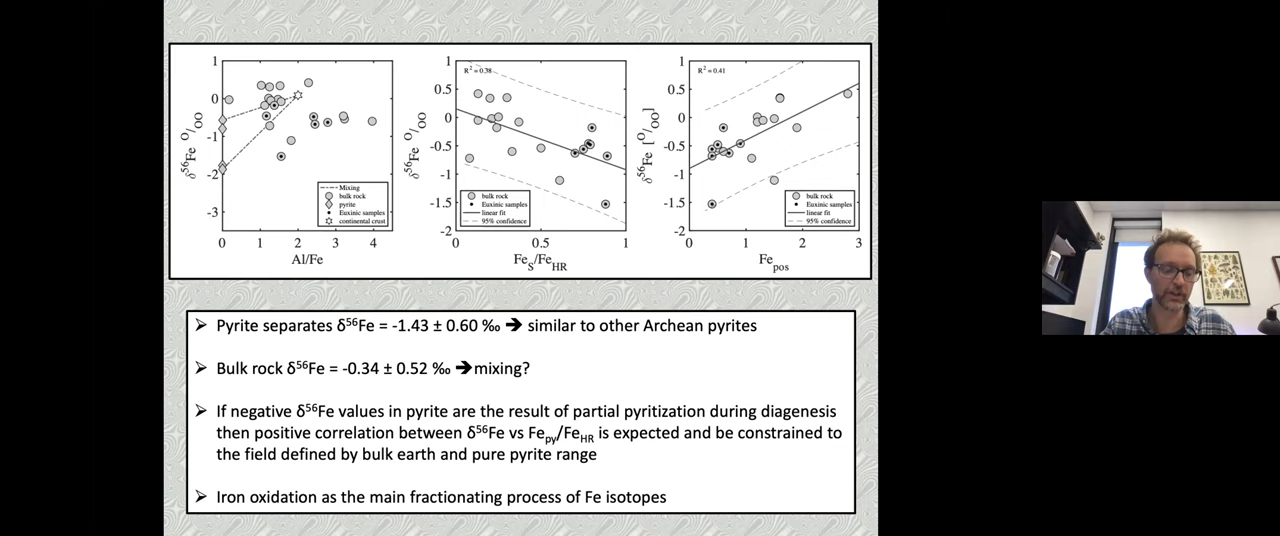 1
0
-1
-2
-3
δ56Fe 0/00
0 1 2 3 4
Al/Fe
Mixing
bulk rock
pyrite
Euxinic samples
continental crust
R2 = 0.38
1
0.5
0
-0.5
-1
-1.5
-2
δ56Fe 0/00
0 0.5 1
FeS/FeHR
bulk rock
Euxinic samples
linear fit
95% confidence
R2 = 0.41
1
0.5
0
-0.5
-1
-1.5
-2
δ56Fe [0/00]
0 1 2 3
Fepos
bulk rock
Euxinic samples
linear fit
95% confidence
➢ Pyrite separates δ56Fe = -1.43 ± 0.60 ‰ ➔ similar to other Archean pyrites
➢ Bulk rock δ56Fe = -0.34 ± 0.52 ‰ ➔mixing?
➢ If negative δ56Fe values in pyrite are the result of partial pyritization during diagenesis
then positive correlation between δ56Fe vs Fepy/FeHR is expected and be constrained to
the field defined by bulk earth and pure pyrite range
➢ Iron oxidation as the main fractionating process of Fe isotopes